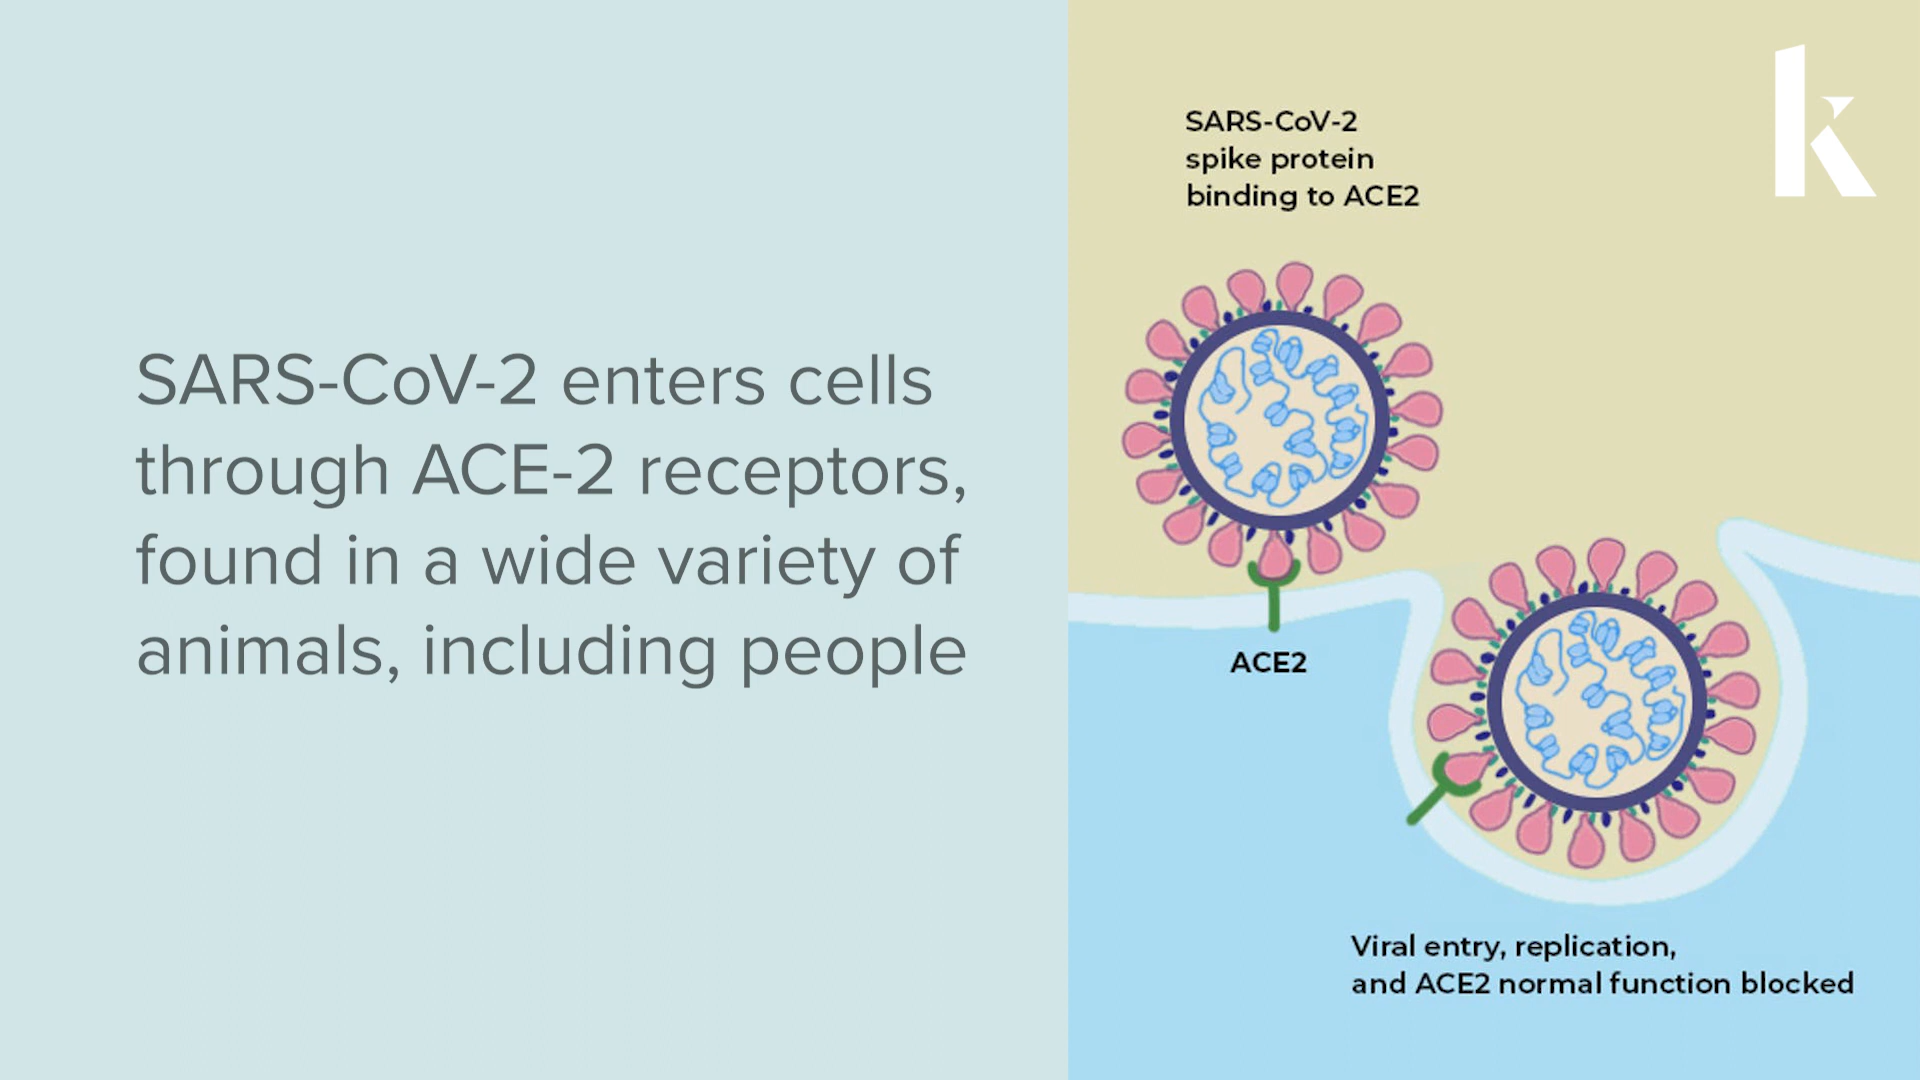 SARS-CoV-2 enters cells
through ACE-2 receptors,
found in a wide variety of
animals, including people
k
SARS-CoV-2
spike protein
binding to ACE2
ACE2
Viral entry, replication,
and ACE2 normal function blocked